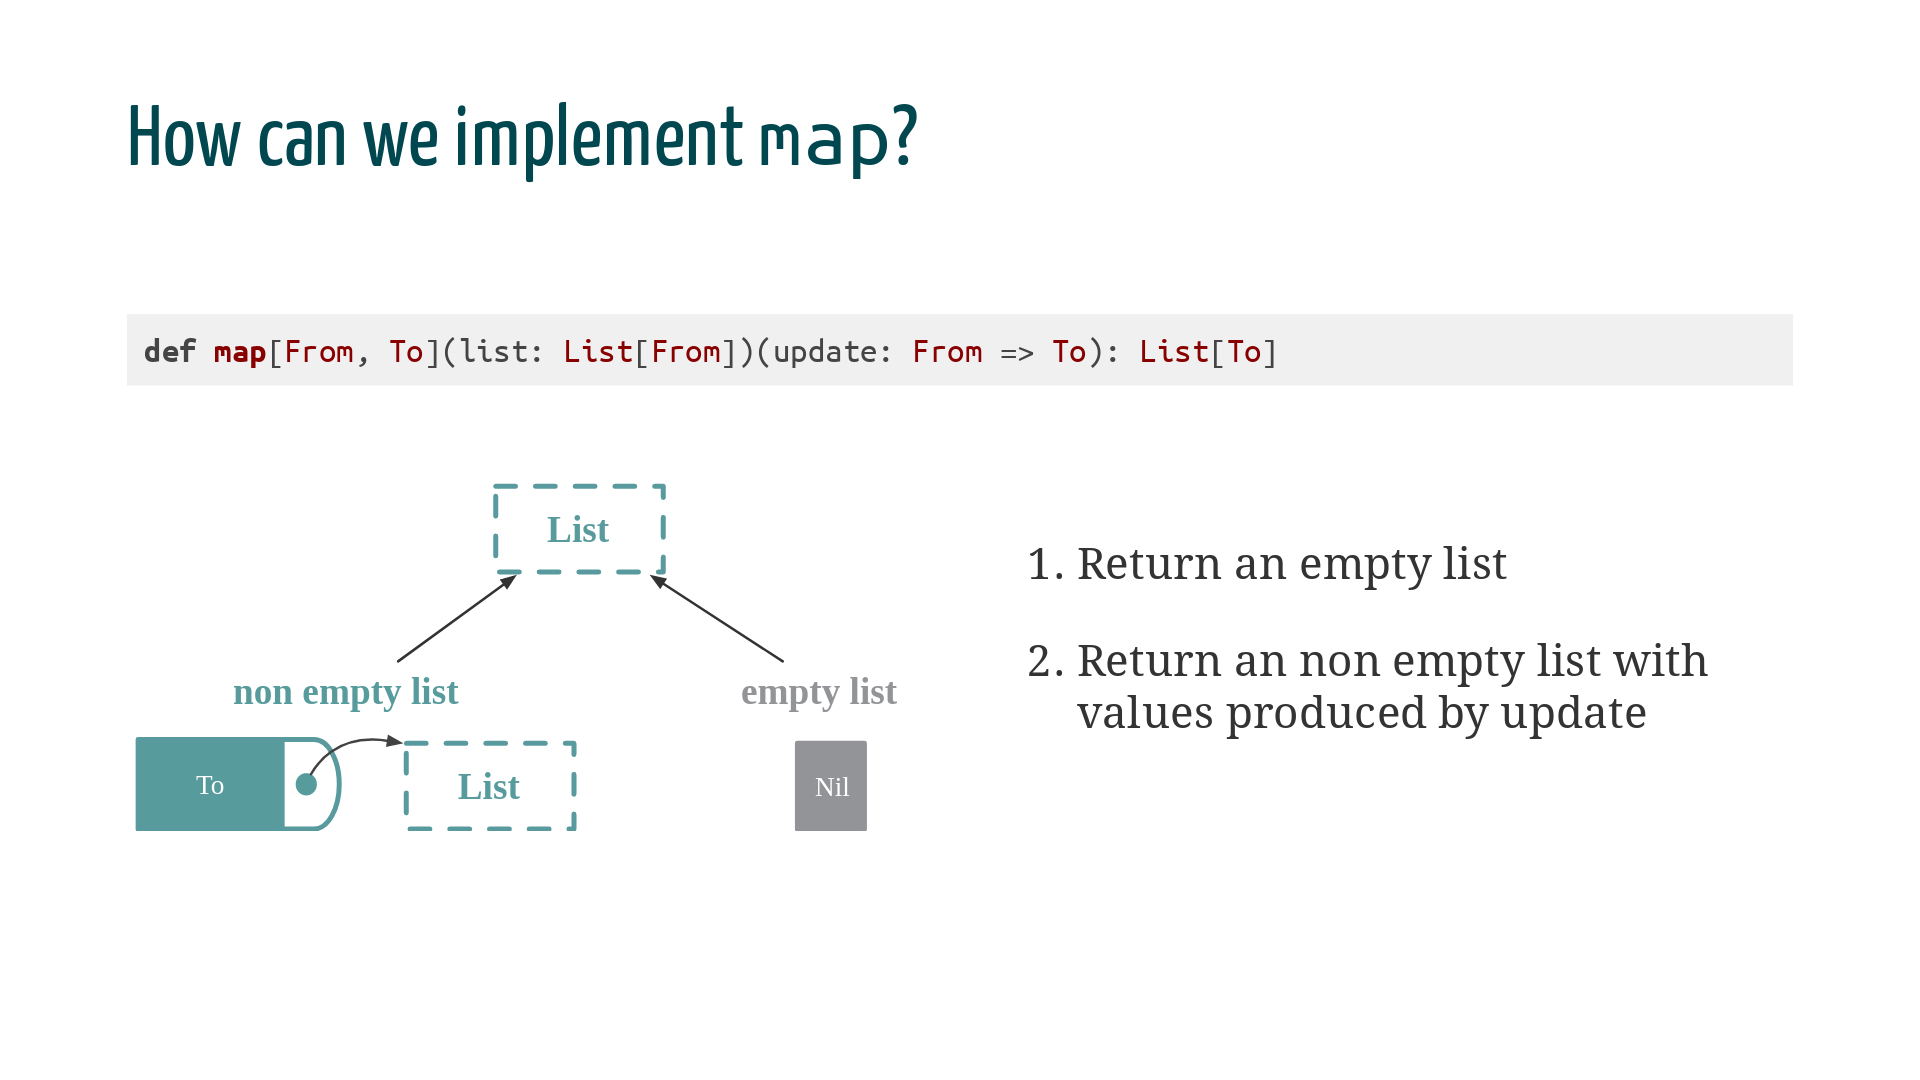 How can we implement map?
def map[From, To](list: List[From])(update: From => To): List[To]
List
non empty list
empty list
To
List
Nil
1. Return an empty list
2. Return an non empty list with
values produced by update